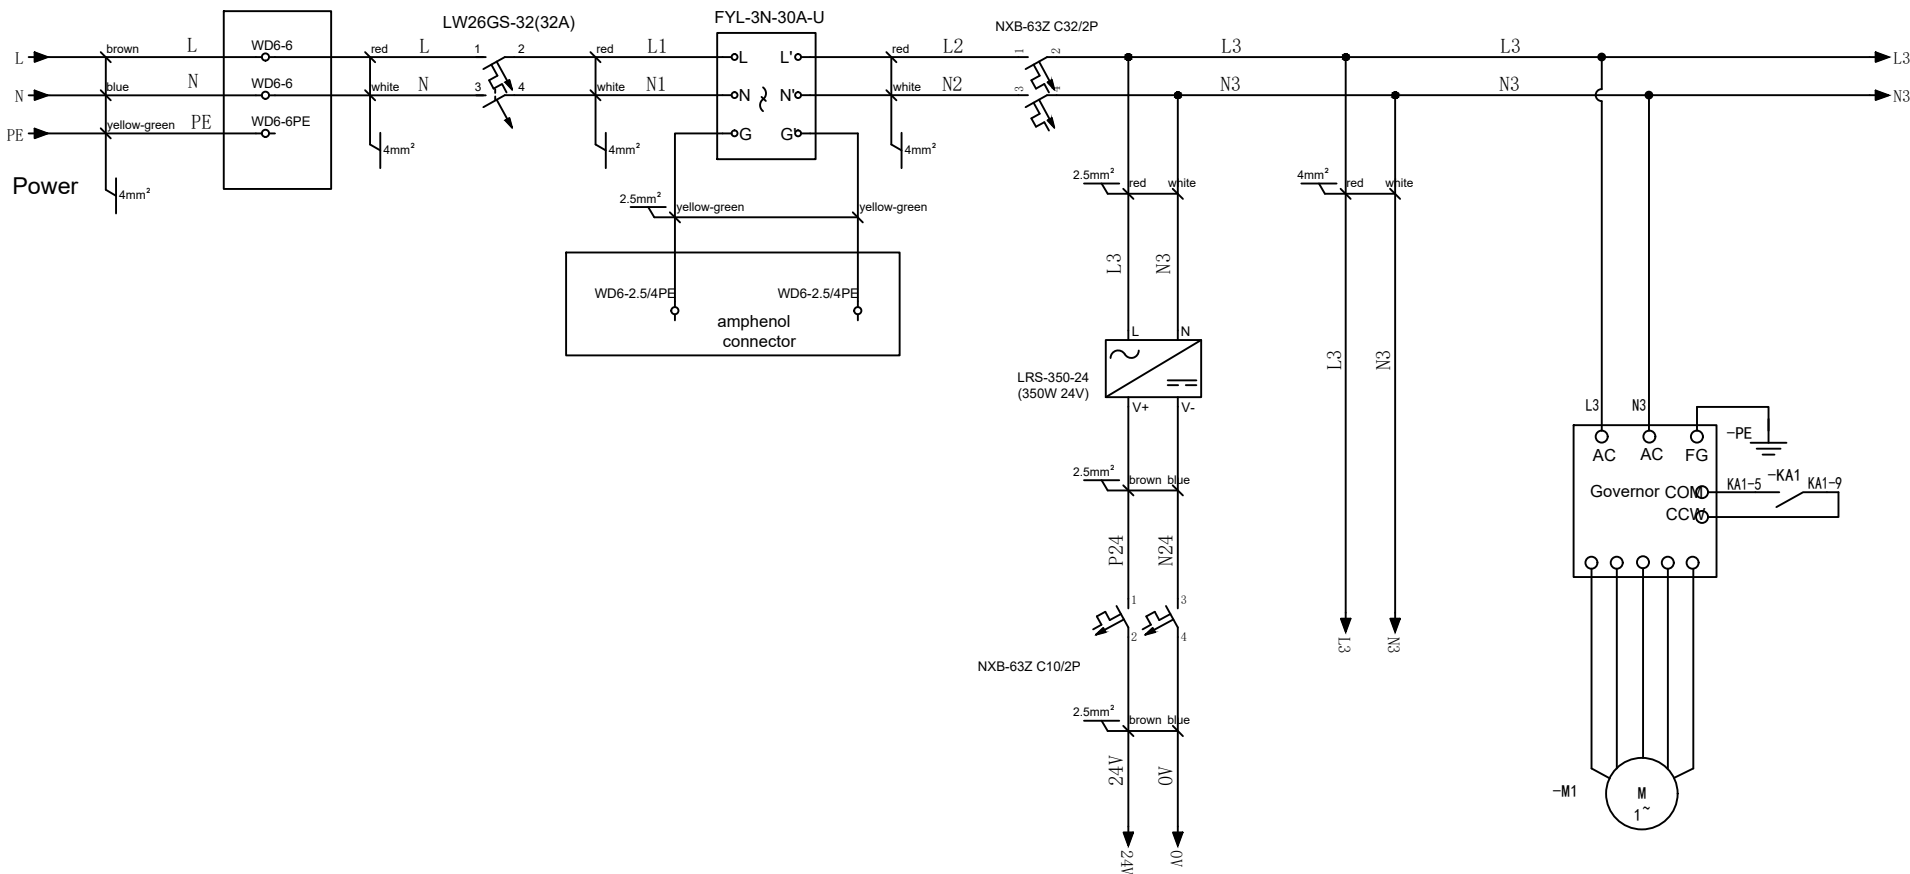 LW26GS-32(32A)
FYL-3N-30A-U
NXB-63Z C32/2P
L brown L WD6-6 red L 1 2 red L1 L L' red L2 1 2 L3 L3 L3
N blue N WD6-6 white N 3 4 white N1 N N' white N2 3 4 N3 N3 N3
PE yellow-green PE WD6-6PE G G'
4mm² 4mm² 4mm²
Power
4mm²
2.5mm² red white
4mm² red white
2.5mm²
yellow-green yellow-green
L3 N3
WD6-2.5/4PE WD6-2.5/4PE
amphenol
connector
L N
LRS-350-24
(350W 24V)
V+ V-
L3 N3
L3 N3
-PE
AC AC FG
2.5mm² brown blue
Governor COM KA1-5 -KA1 KA1-9
CCW
P24 N24
1 3
2 4
L3 N3
NXB-63Z C10/2P
2.5mm² brown blue
24V 0V
-M1
M
1~
24V 0V